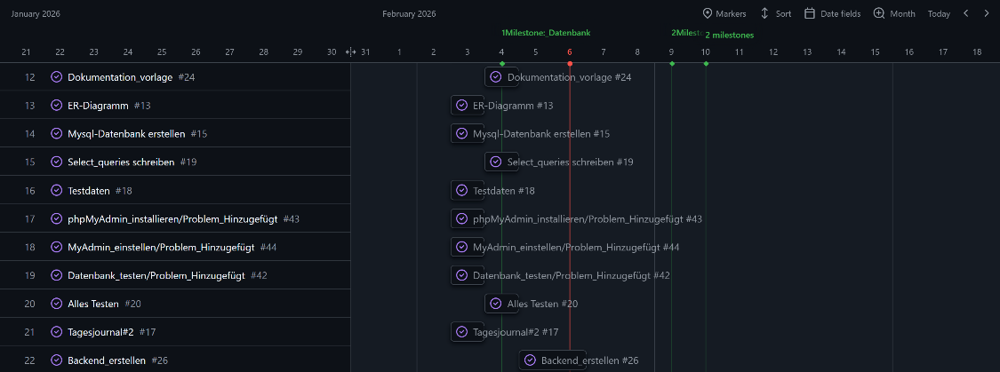 January 2026
February 2026
Markers
Sort
Date fields
Month
Today
1Milestone:_Datenbank
2Milest
2 milestones
21 22 23 24 25 26 27 28 29 30 31 1 2 3 4 5 6 7 8 9 10 11 12 13 14 15 16 17 18
12 Dokumentation_vorlage #24 Dokumentation_vorlage #24
13 ER-Diagramm #13 ER-Diagramm #13
14 Mysql-Datenbank erstellen #15 Mysql-Datenbank erstellen #15
15 Select_queries schreiben #19 Select_queries schreiben #19
16 Testdaten #18 Testdaten #18
17 phpMyAdmin_installieren/Problem_Hinzugefügt #43 phpMyAdmin_installieren/Problem_Hinzugefügt #43
18 MyAdmin_einstellen/Problem_Hinzugefügt #44 MyAdmin_einstellen/Problem_Hinzugefügt #44
19 Datenbank_testen/Problem_Hinzugefügt #42 Datenbank_testen/Problem_Hinzugefügt #42
20 Alles Testen #20 Alles Testen #20
21 Tagesjournal#2 #17 Tagesjournal#2 #17
22 Backend_erstellen #26 Backend_erstellen #26